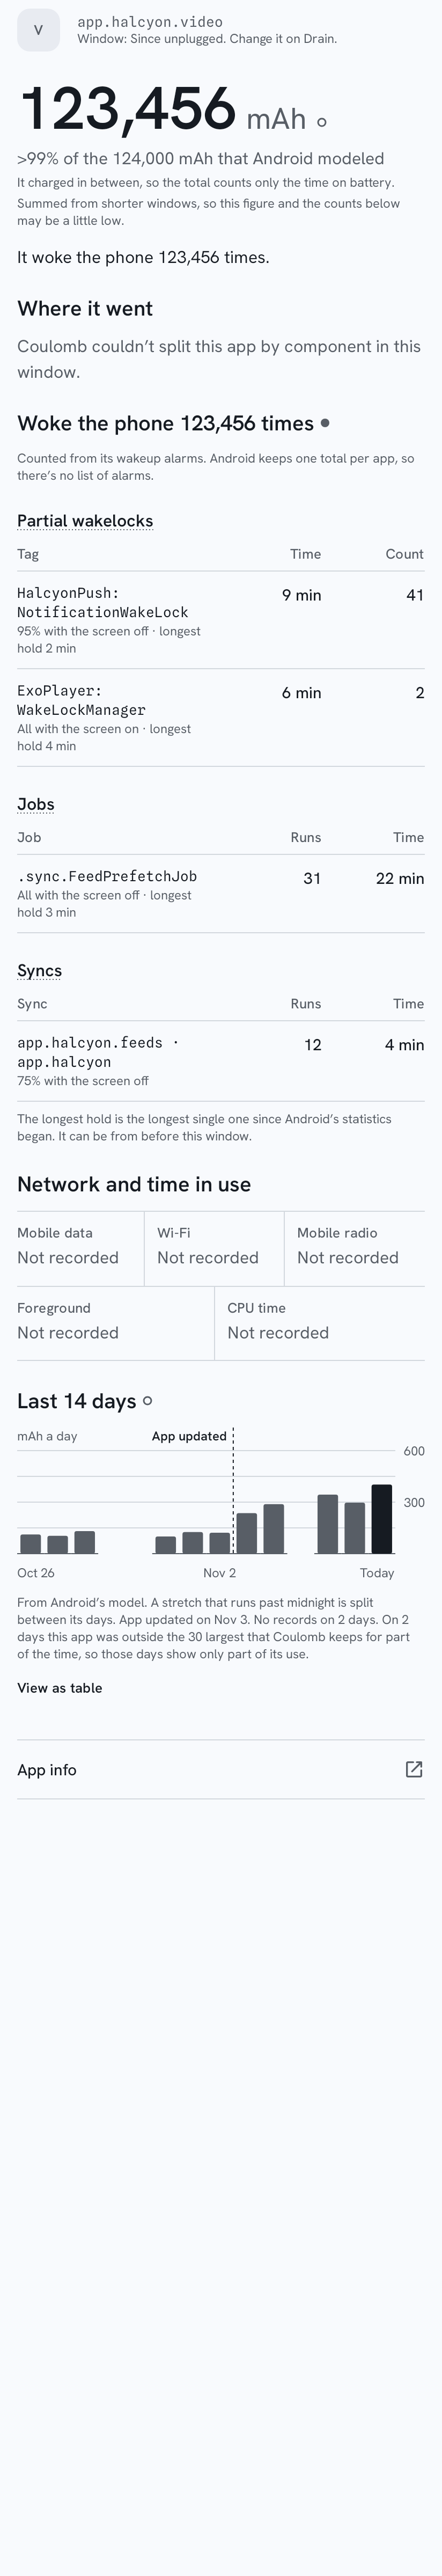 V
app.halcyon.video
Window: Since unplugged. Change it on Drain.
123,456 mAh
>99% of the 124,000 mAh that Android modeled
It charged in between, so the total counts only the time on battery.
Summed from shorter windows, so this figure and the counts below
may be a little low.
It woke the phone 123,456 times.
Where it went
Coulomb couldn’t split this app by component in this
window.
Woke the phone 123,456 times
Counted from its wakeup alarms. Android keeps one total per app, so
there’s no list of alarms.
Partial wakelocks
Tag Time Count
HalcyonPush:
NotificationWakeLock 9 min 41
95% with the screen off · longest
hold 2 min
ExoPlayer:
WakeLockManager 6 min 2
All with the screen on · longest
hold 4 min
Jobs
Job Runs Time
.sync.FeedPrefetchJob 31 22 min
All with the screen off · longest
hold 3 min
Syncs
Sync Runs Time
app.halcyon.feeds ·
app.halcyon 12 4 min
75% with the screen off
The longest hold is the longest single one since Android’s statistics
began. It can be from before this window.
Network and time in use
Mobile data Wi-Fi Mobile radio
Not recorded Not recorded Not recorded
Foreground CPU time
Not recorded Not recorded
Last 14 days
mAh a day App updated
600
300
Oct 26 Nov 2 Today
From Android’s model. A stretch that runs past midnight is split
between its days. App updated on Nov 3. No records on 2 days. On 2
days this app was outside the 30 largest that Coulomb keeps for part
of the time, so those days show only part of its use.
View as table
App info